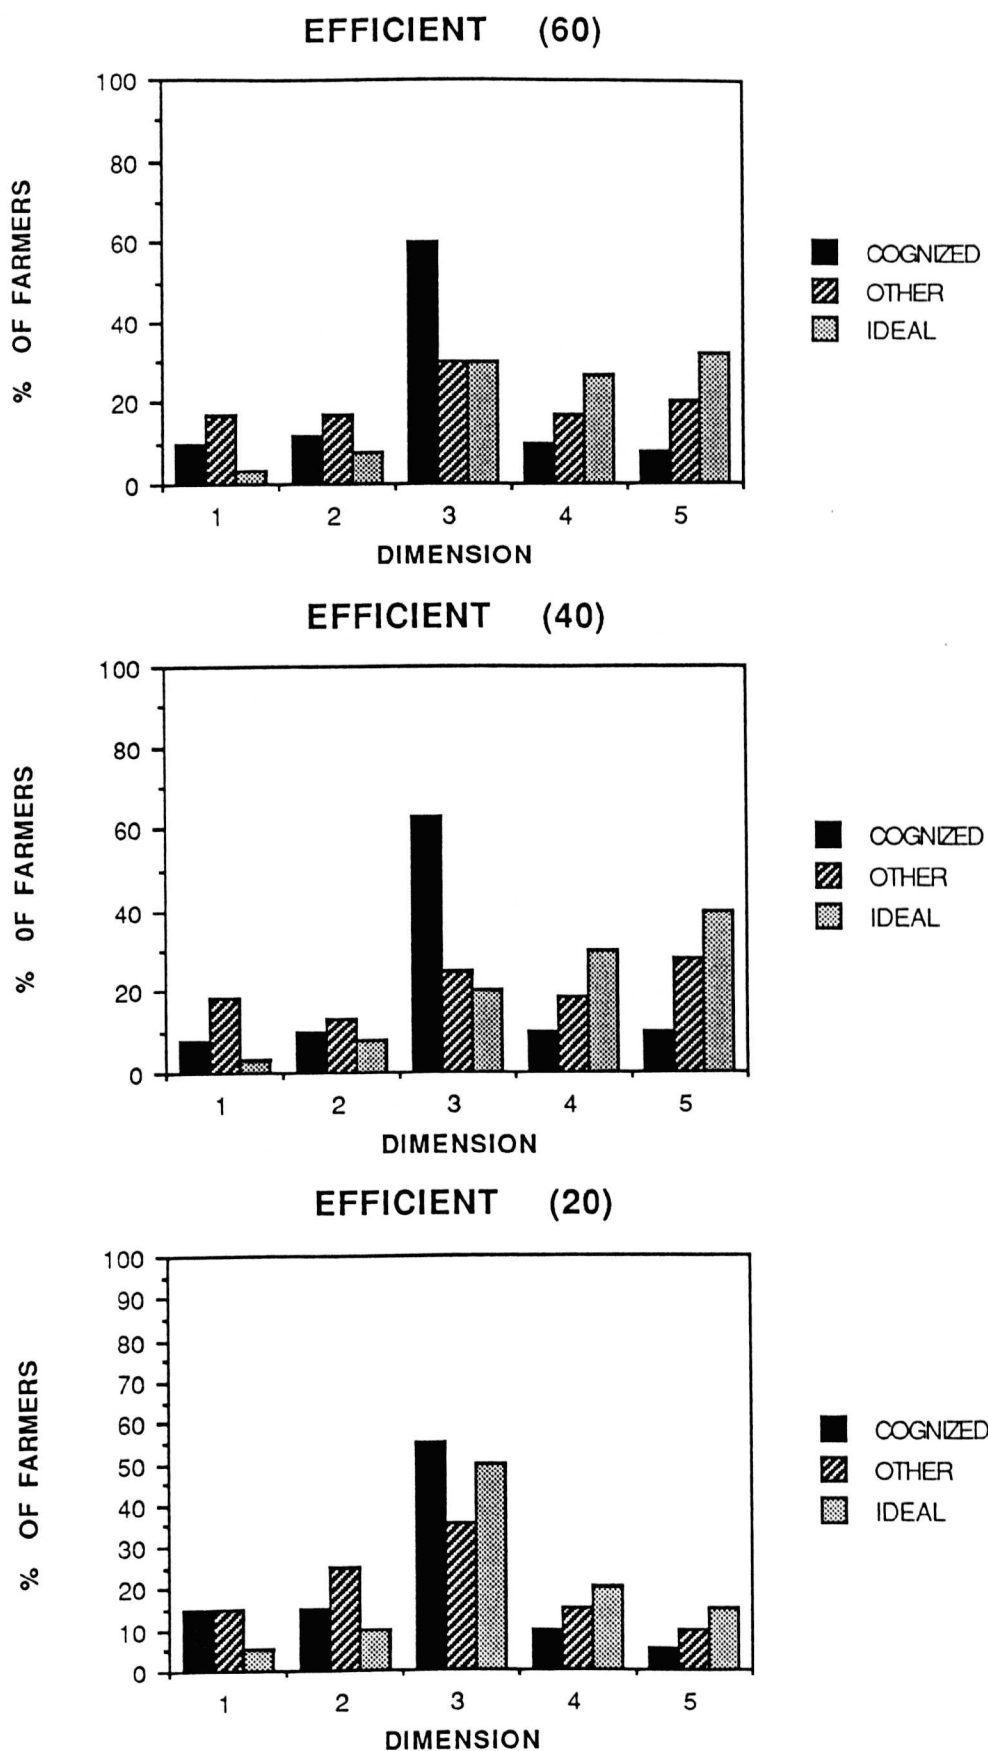 EFFICIENT (60)
% OF FARMERS
100
80
60
40
20
0
1 2 3 4 5
DIMENSION
COGNIZED
OTHER
IDEAL
EFFICIENT (40)
% OF FARMERS
100
80
60
40
20
0
1 2 3 4 5
DIMENSION
COGNIZED
OTHER
IDEAL
EFFICIENT (20)
% OF FARMERS
100
90
80
70
60
50
40
30
20
10
0
1 2 3 4 5
DIMENSION
COGNIZED
OTHER
IDEAL